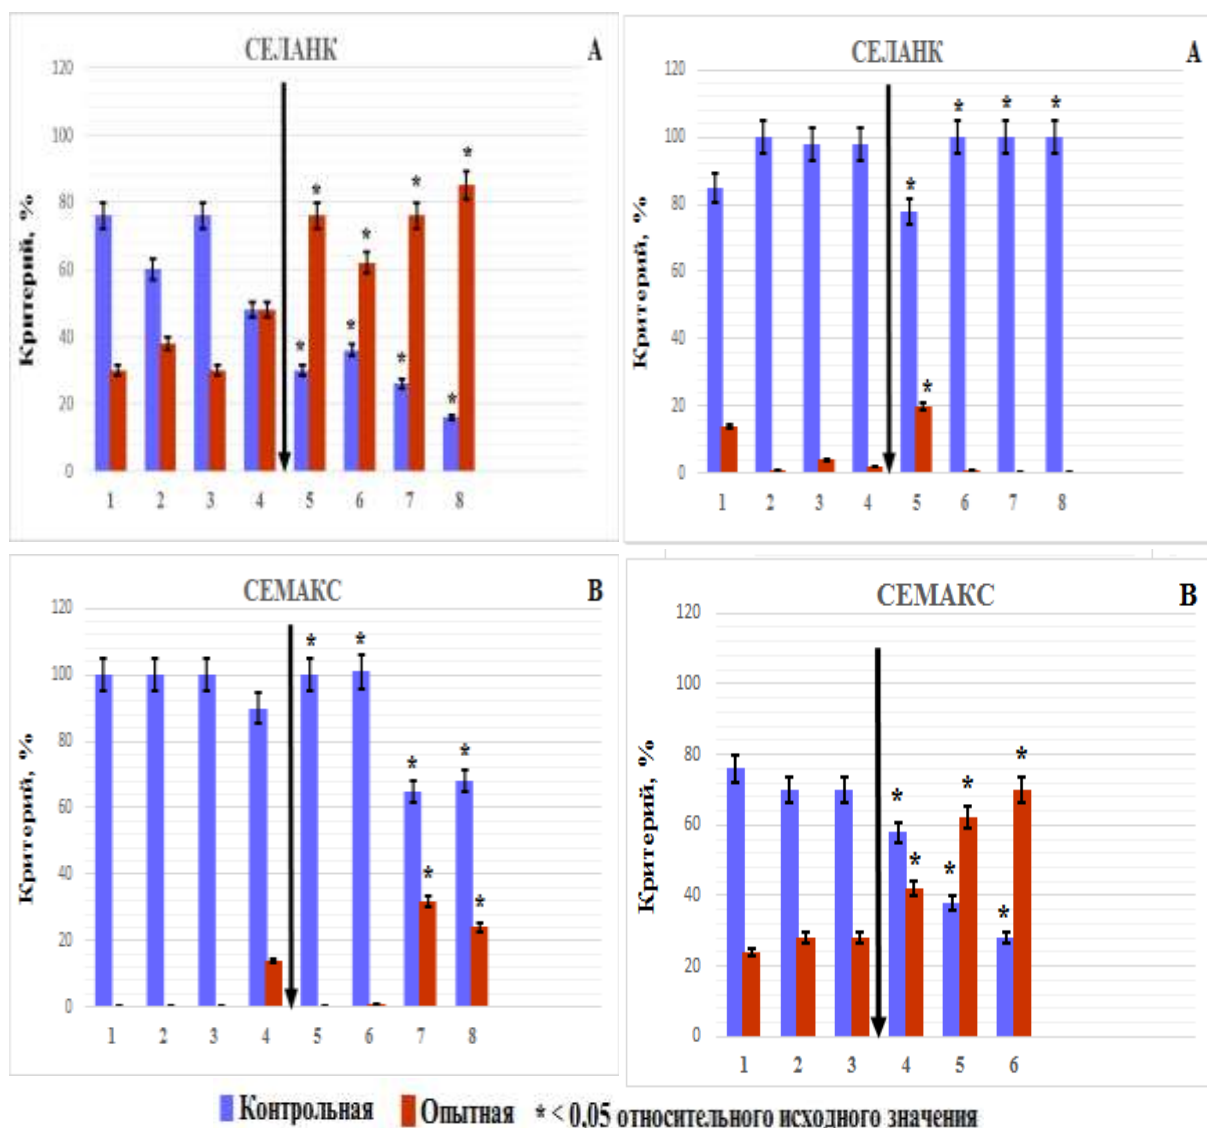 СЕЛАНК
A
Критерий, %
120
100
80
60
40
20
0
* * * * * * * *
1 2 3 4 5 6 7 8
СЕЛАНК
A
Критерий, %
120
100
80
60
40
20
0
* * * * *
1 2 3 4 5 6 7 8
СЕМАКС
B
Критерий, %
120
100
80
60
40
20
0
* * * * * *
1 2 3 4 5 6 7 8
СЕМАКС
B
Критерий, %
120
100
80
60
40
20
0
* * * * * *
1 2 3 4 5 6
Контрольная Опытная * < 0,05 относительного исходного значения